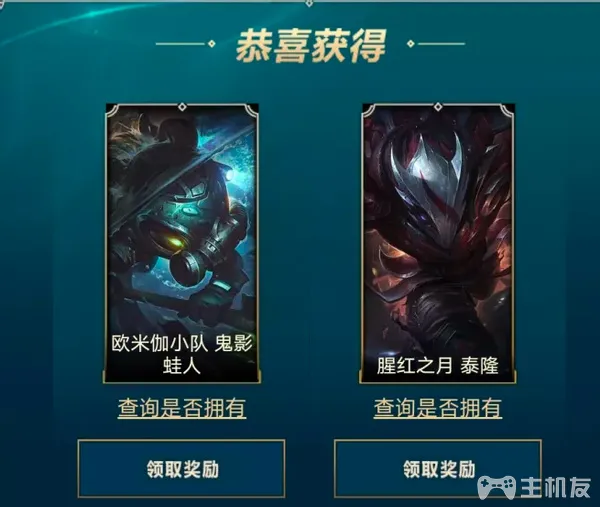 恭喜获得
欧米伽小队 鬼影
蛙人
腥红之月 泰隆
查询是否拥有
查询是否拥有
领取奖励
领取奖励
主机友